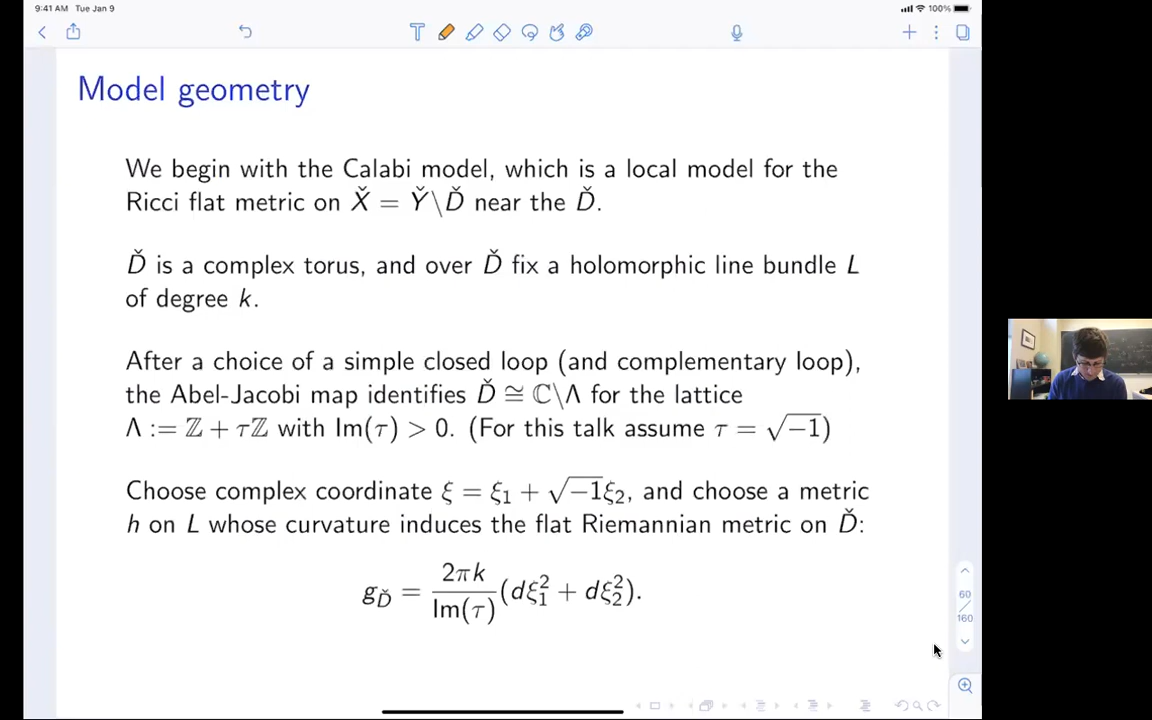 9:41 AM Tue Jan 9
100%
Model geometry
We begin with the Calabi model, which is a local model for the
Ricci flat metric on X̌ = Y̌\Ď near the Ď.
Ď is a complex torus, and over Ď fix a holomorphic line bundle L
of degree k.
After a choice of a simple closed loop (and complementary loop),
the Abel-Jacobi map identifies Ď ≅ ℂ\Λ for the lattice
Λ := ℤ + τℤ with Im(τ) > 0. (For this talk assume τ = √−1)
Choose complex coordinate ξ = ξ₁ + √−1ξ₂, and choose a metric
h on L whose curvature induces the flat Riemannian metric on Ď:
g_Ď = 2πk / Im(τ) (dξ₁² + dξ₂²).
60
/
160